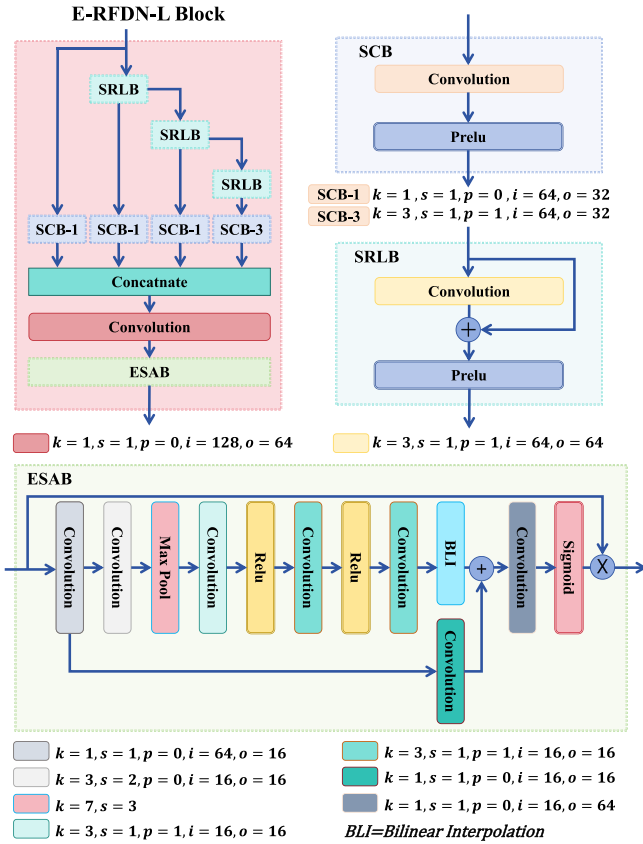 E-RFDN-L Block
SRLB
SRLB
SRLB
SCB-1 SCB-1 SCB-1 SCB-3
Concatnate
Convolution
ESAB
k = 1, s = 1, p = 0, i = 128, o = 64
SCB
Convolution
Prelu
SCB-1 k = 1, s = 1, p = 0, i = 64, o = 32
SCB-3 k = 3, s = 1, p = 1, i = 64, o = 32
SRLB
Convolution
+
Prelu
k = 3, s = 1, p = 1, i = 64, o = 64
ESAB
Convolution
Convolution
Max Pool
Convolution
Relu
Convolution
Relu
Convolution
BLI
+
Convolution
Sigmoid
X
Convolution
k = 1, s = 1, p = 0, i = 64, o = 16
k = 3, s = 2, p = 0, i = 16, o = 16
k = 7, s = 3
k = 3, s = 1, p = 1, i = 16, o = 16
k = 3, s = 1, p = 1, i = 16, o = 16
k = 1, s = 1, p = 0, i = 16, o = 16
k = 1, s = 1, p = 0, i = 16, o = 64
BLI=Bilinear Interpolation